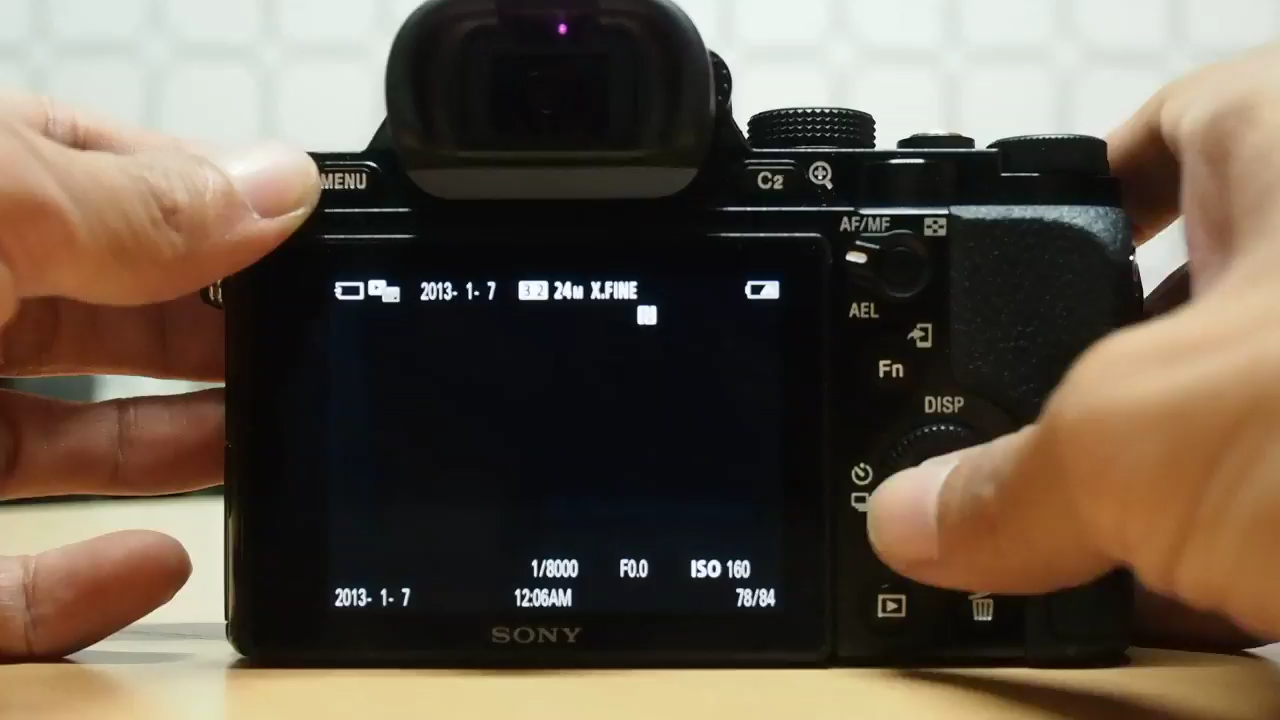 MENU
C2
AF/MF
AEL
Fn
DISP
2013- 1- 7 3:2 24M X.FINE
1/8000 F0.0 ISO 160
2013- 1- 7 12:06AM 78/84
SONY